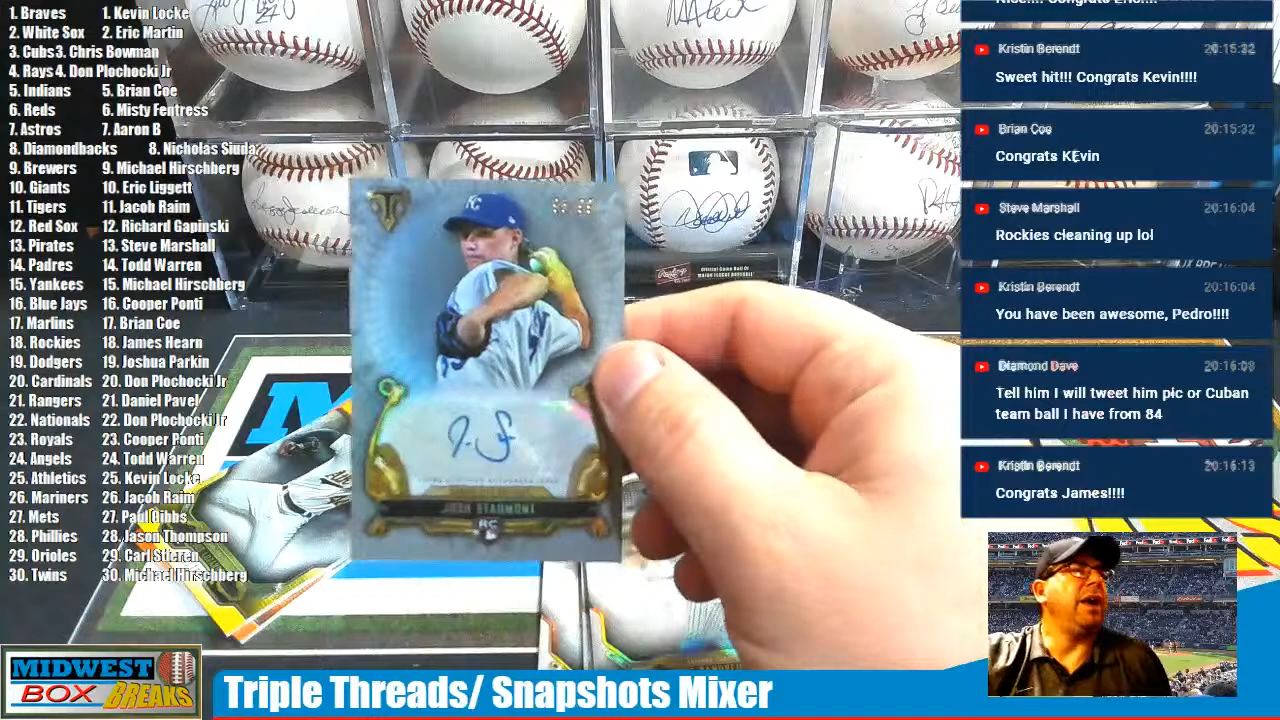 1. Braves 1. Kevin Locke
2. White Sox 2. Eric Martin
3. Cubs 3. Chris Bowman
4. Rays 4. Don Plochocki Jr
5. Indians 5. Brian Coe
6. Reds 6. Misty Fentress
7. Astros 7. Aaron B
8. Diamondbacks 8. Nicholas Siuda
9. Brewers 9. Michael Hirschberg
10. Giants 10. Eric Liggett
11. Tigers 11. Jacob Raim
12. Red Sox 12. Richard Gapinski
13. Pirates 13. Steve Marshall
14. Padres 14. Todd Warren
15. Yankees 15. Michael Hirschberg
16. Blue Jays 16. Cooper Ponti
17. Marlins 17. Brian Coe
18. Rockies 18. James Hearn
19. Dodgers 19. Joshua Parkin
20. Cardinals 20. Don Plochocki Jr
21. Rangers 21. Daniel Pavel
22. Nationals 22. Don Plochocki Jr
23. Royals 23. Cooper Ponti
24. Angels 24. Todd Warren
25. Athletics 25. Kevin Locke
26. Mariners 26. Jacob Raim
27. Mets 27. Paul Gibbs
28. Phillies 28. Jason Thompson
29. Orioles 29. Carl Stieren
30. Twins 30. Michael Hirschberg
KC
JOSH STAUMONT
RC
Rawlings
Kristin Berendt 20:15:32
Sweet hit!!! Congrats Kevin!!!!
Brian Coe 20:15:32
Congrats KEvin
Steve Marshall 20:16:04
Rockies cleaning up lol
Kristin Berendt 20:16:04
You have been awesome, Pedro!!!!
Diamond Dave 20:16:09
Tell him I will tweet him pic or Cuban
team ball I have from 84
Kristin Berendt 20:16:13
Congrats James!!!!
MIDWEST
BOX BREAKS
Triple Threads/ Snapshots Mixer